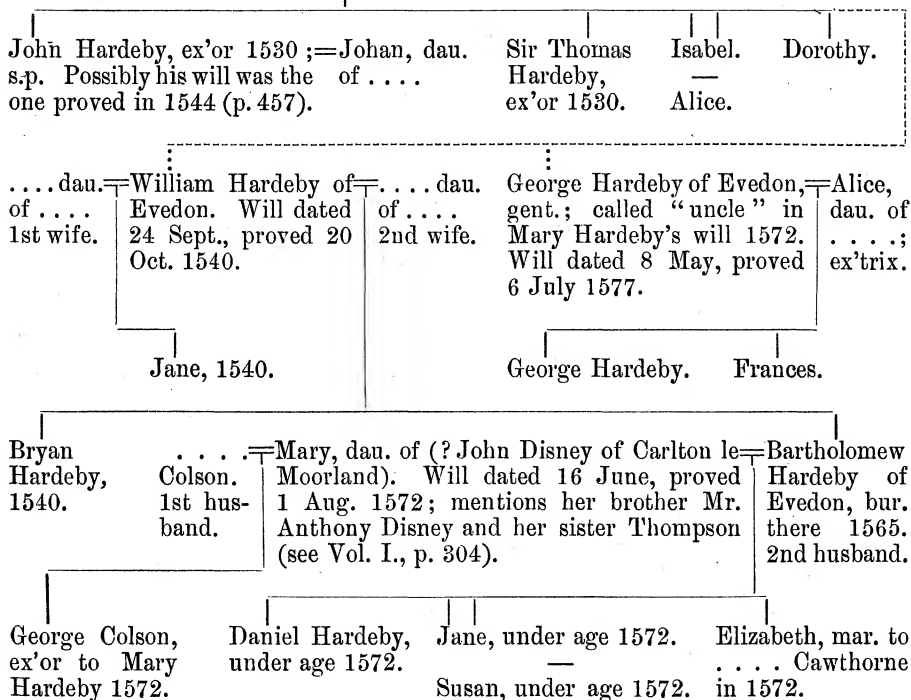 John Hardeby, ex'or 1530 ;=Johan, dau.
s.p. Possibly his will was the of . . . .
one proved in 1544 (p. 457).
Sir Thomas
Hardeby,
ex'or 1530.
Isabel.
—
Alice.
Dorothy.
. . . . dau.
of . . . .
1st wife.
=William Hardeby of=
Evedon. Will dated
24 Sept., proved 20
Oct. 1540.
. . . . dau.
of . . . .
2nd wife.
George Hardeby of Evedon,=
gent.; called “uncle” in
Mary Hardeby's will 1572.
Will dated 8 May, proved
6 July 1577.
Alice,
dau. of
. . . . ;
ex'trix.
Jane, 1540.
George Hardeby.
Frances.
Bryan
Hardeby,
1540.
. . . .
Colson.
1st hus-
band.
=Mary, dau. of (? John Disney of Carlton le=
Moorland). Will dated 16 June, proved
1 Aug. 1572; mentions her brother Mr.
Anthony Disney and her sister Thompson
(see Vol. I., p. 304).
Bartholomew
Hardeby of
Evedon, bur.
there 1565.
2nd husband.
George Colson,
ex'or to Mary
Hardeby 1572.
Daniel Hardeby,
under age 1572.
Jane, under age 1572.
—
Susan, under age 1572.
Elizabeth, mar. to
. . . . Cawthorne
in 1572.